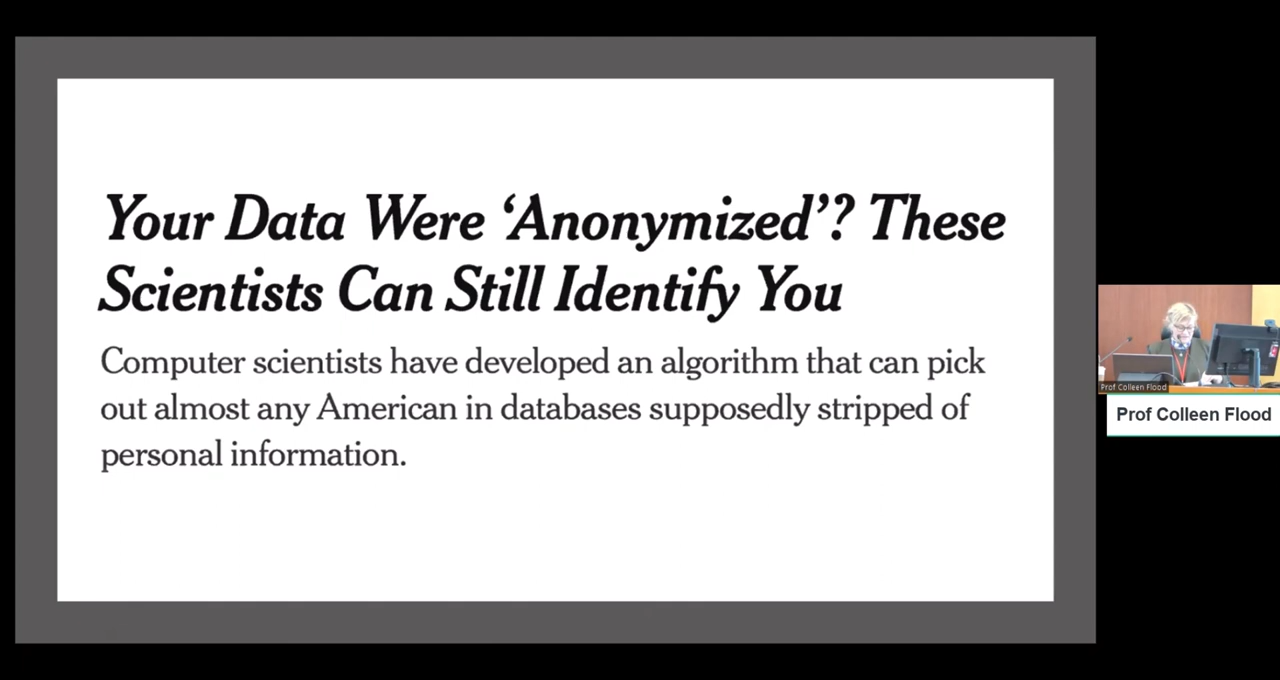 Your Data Were ‘Anonymized’? These
Scientists Can Still Identify You
Computer scientists have developed an algorithm that can pick
out almost any American in databases supposedly stripped of
personal information.
Prof Colleen Flood
Prof Colleen Flood